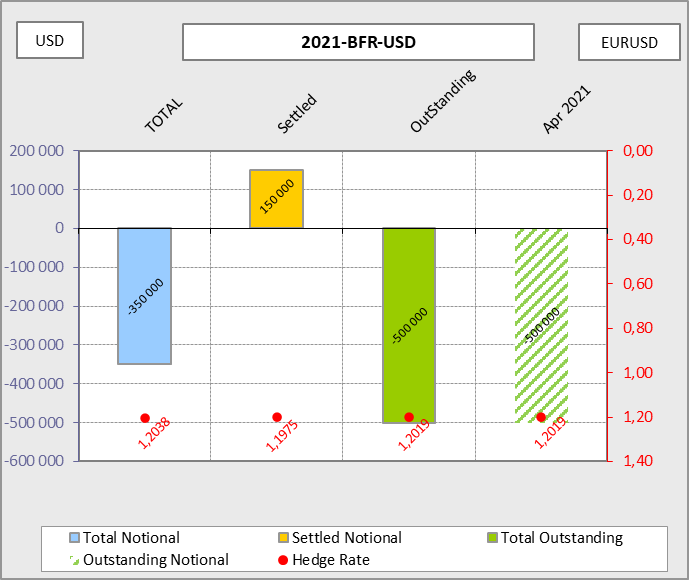 USD
2021-BFR-USD
EURUSD
TOTAL
Settled
OutStanding
Apr 2021
200 000
100 000
0
-100 000
-200 000
-300 000
-400 000
-500 000
-600 000
0,00
0,20
0,40
0,60
0,80
1,00
1,20
1,40
-350 000
150 000
-500 000
-500 000
1,2038
1,1975
1,2019
1,2019
Total Notional
Settled Notional
Total Outstanding
Outstanding Notional
Hedge Rate